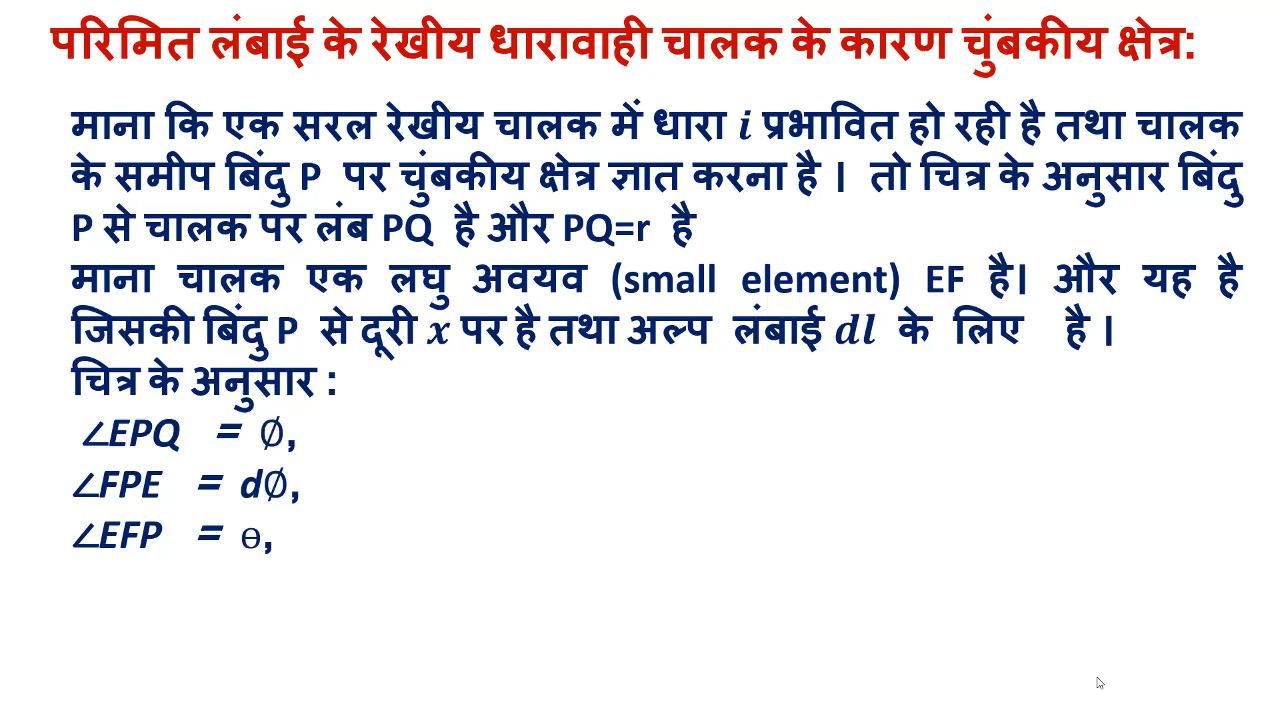 परिमित लंबाई के रेखीय धारावाही चालक के कारण चुंबकीय क्षेत्र:
माना कि एक सरल रेखीय चालक में धारा i प्रभावित हो रही है तथा चालक
के समीप बिंदु P पर चुंबकीय क्षेत्र ज्ञात करना है । तो चित्र के अनुसार बिंदु
P से चालक पर लंब PQ है और PQ=r है
माना चालक एक लघु अवयव (small element) EF है। और यह है
जिसकी बिंदु P से दूरी x पर है तथा अल्प लंबाई dl के लिए है ।
चित्र के अनुसार :
∠EPQ = ∅,
∠FPE = d∅,
∠EFP = ɵ,